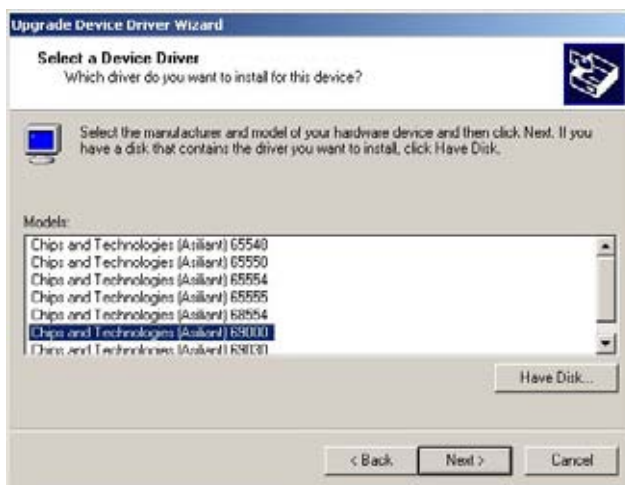 Upgrade Device Driver Wizard
Select a Device Driver
Which driver do you want to install for this device?
Select the manufacturer and model of your hardware device and then click Next. If you
have a disk that contains the driver you want to install, click Have Disk.
Models:
Chips and Technologies (Asiliant) 65548
Chips and Technologies (Asiliant) 65550
Chips and Technologies (Asiliant) 65554
Chips and Technologies (Asiliant) 65555
Chips and Technologies (Asiliant) 68554
Chips and Technologies (Asiliant) 69000
Chips and Technologies (Asiliant) 69030
Have Disk...
< Back
Next >
Cancel